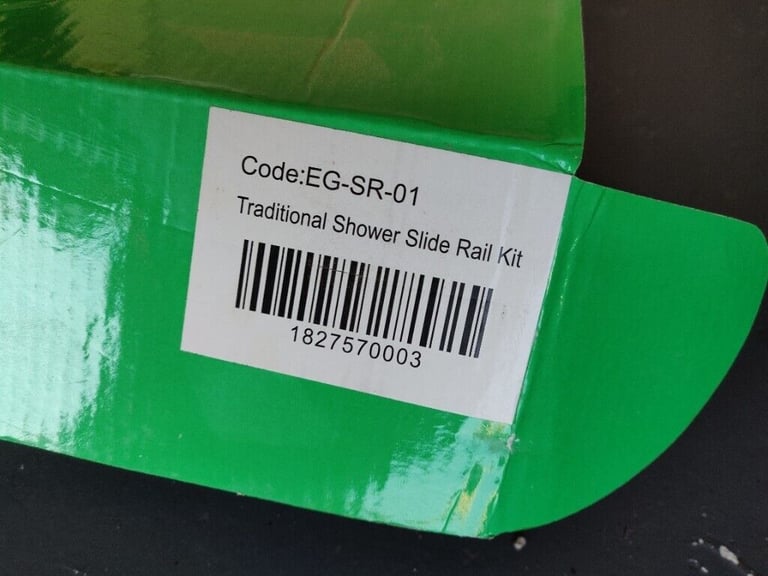 Code:EG-SR-01
Traditional Shower Slide Rail Kit
1827570003